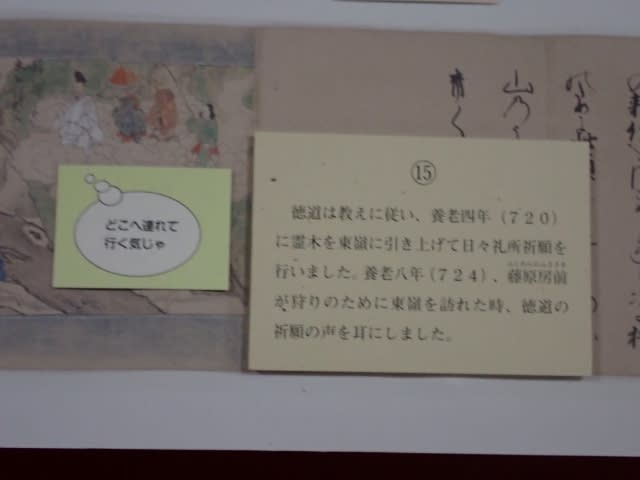 どこへ連れて
行く気じゃ
⑮
徳道は教えに従い、養老四年（720）
に霊木を東嶺に引き上げて日々礼所祈願を
行いました。養老八年（724）、藤原房前
が狩りのために東嶺を訪れた時、徳道の
祈願の声を耳にしました。